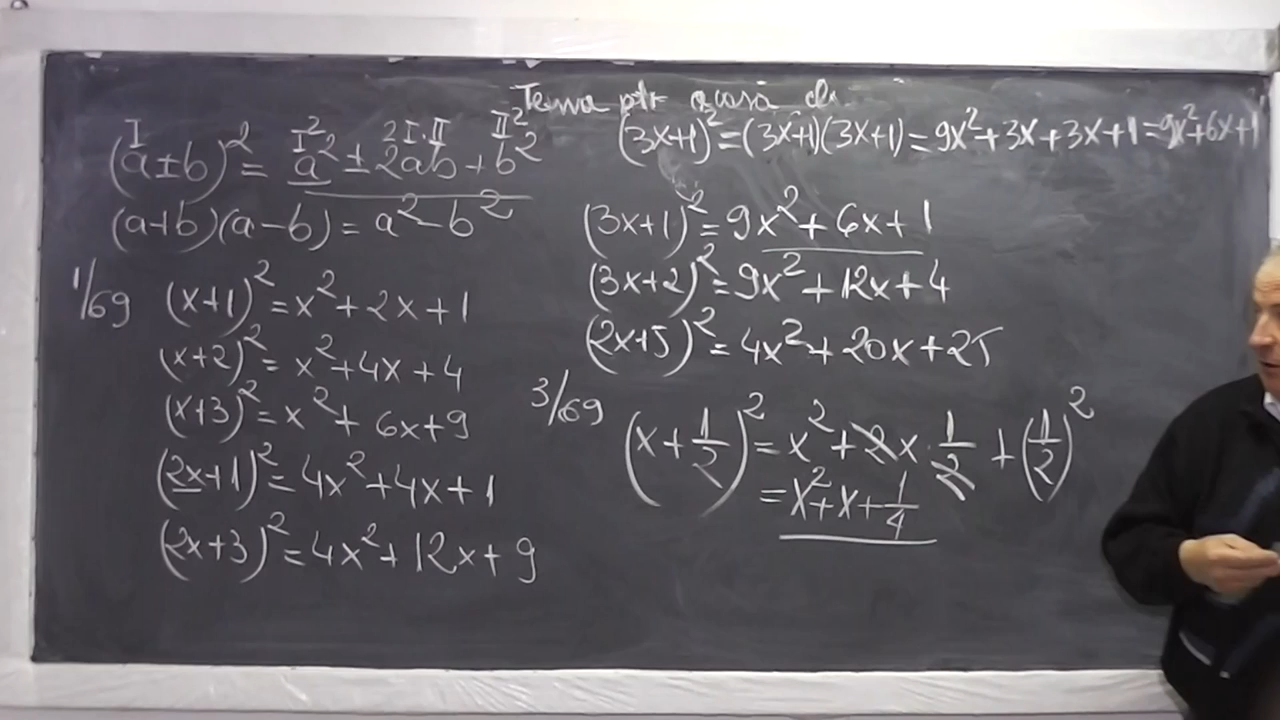 Tema ptr acasă
I I² 2I·II II²
(a±b)² = a² ± 2ab + b²
(a+b)(a-b) = a² - b²
1/69 (x+1)² = x² + 2x + 1
(x+2)² = x² + 4x + 4
(x+3)² = x² + 6x + 9
(2x+1)² = 4x² + 4x + 1
(2x+3)² = 4x² + 12x + 9
(3x+1)² = (3x+1)(3x+1) = 9x² + 3x + 3x + 1 = 9x² + 6x + 1
(3x+1)² = 9x² + 6x + 1
(3x+2)² = 9x² + 12x + 4
(2x+5)² = 4x² + 20x + 25
3/69 (x + 1/2)² = x² + 2x · 1/2 + (1/2)²
= x² + x + 1/4